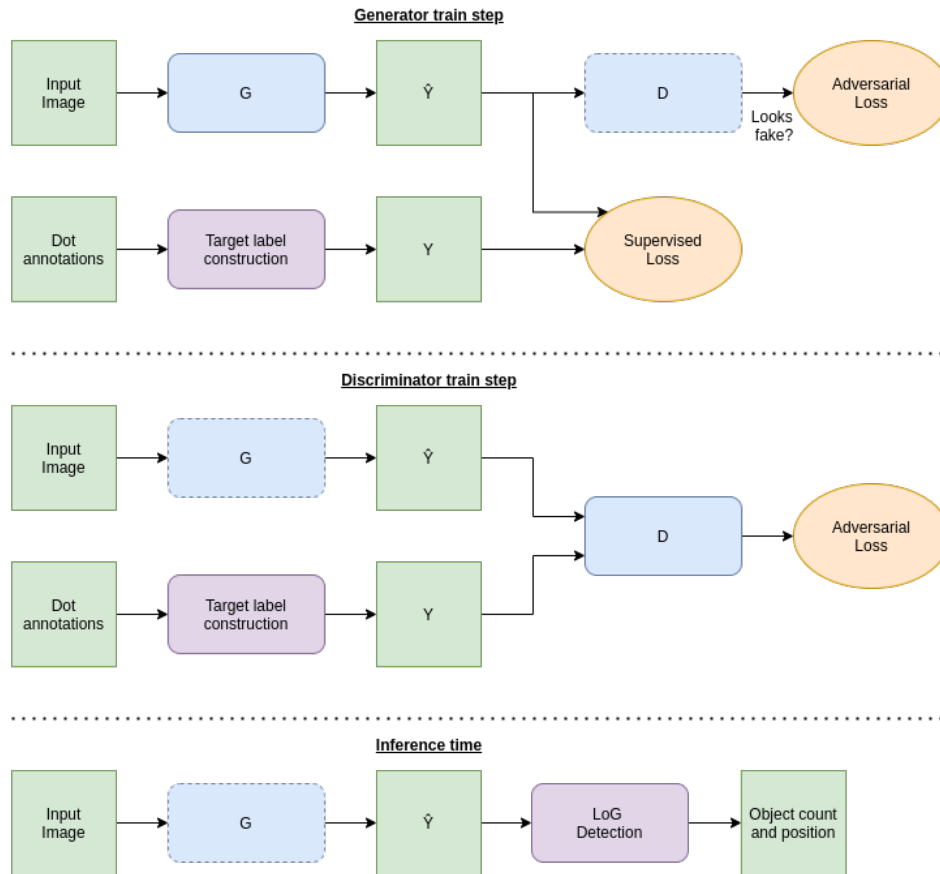 Generator train step
Input
Image
G
Ŷ
D
Looks
fake?
Adversarial
Loss
Dot
annotations
Target label
construction
Y
Supervised
Loss
Discriminator train step
Input
Image
G
Ŷ
Dot
annotations
Target label
construction
Y
D
Adversarial
Loss
Inference time
Input
Image
G
Ŷ
LoG
Detection
Object count
and position